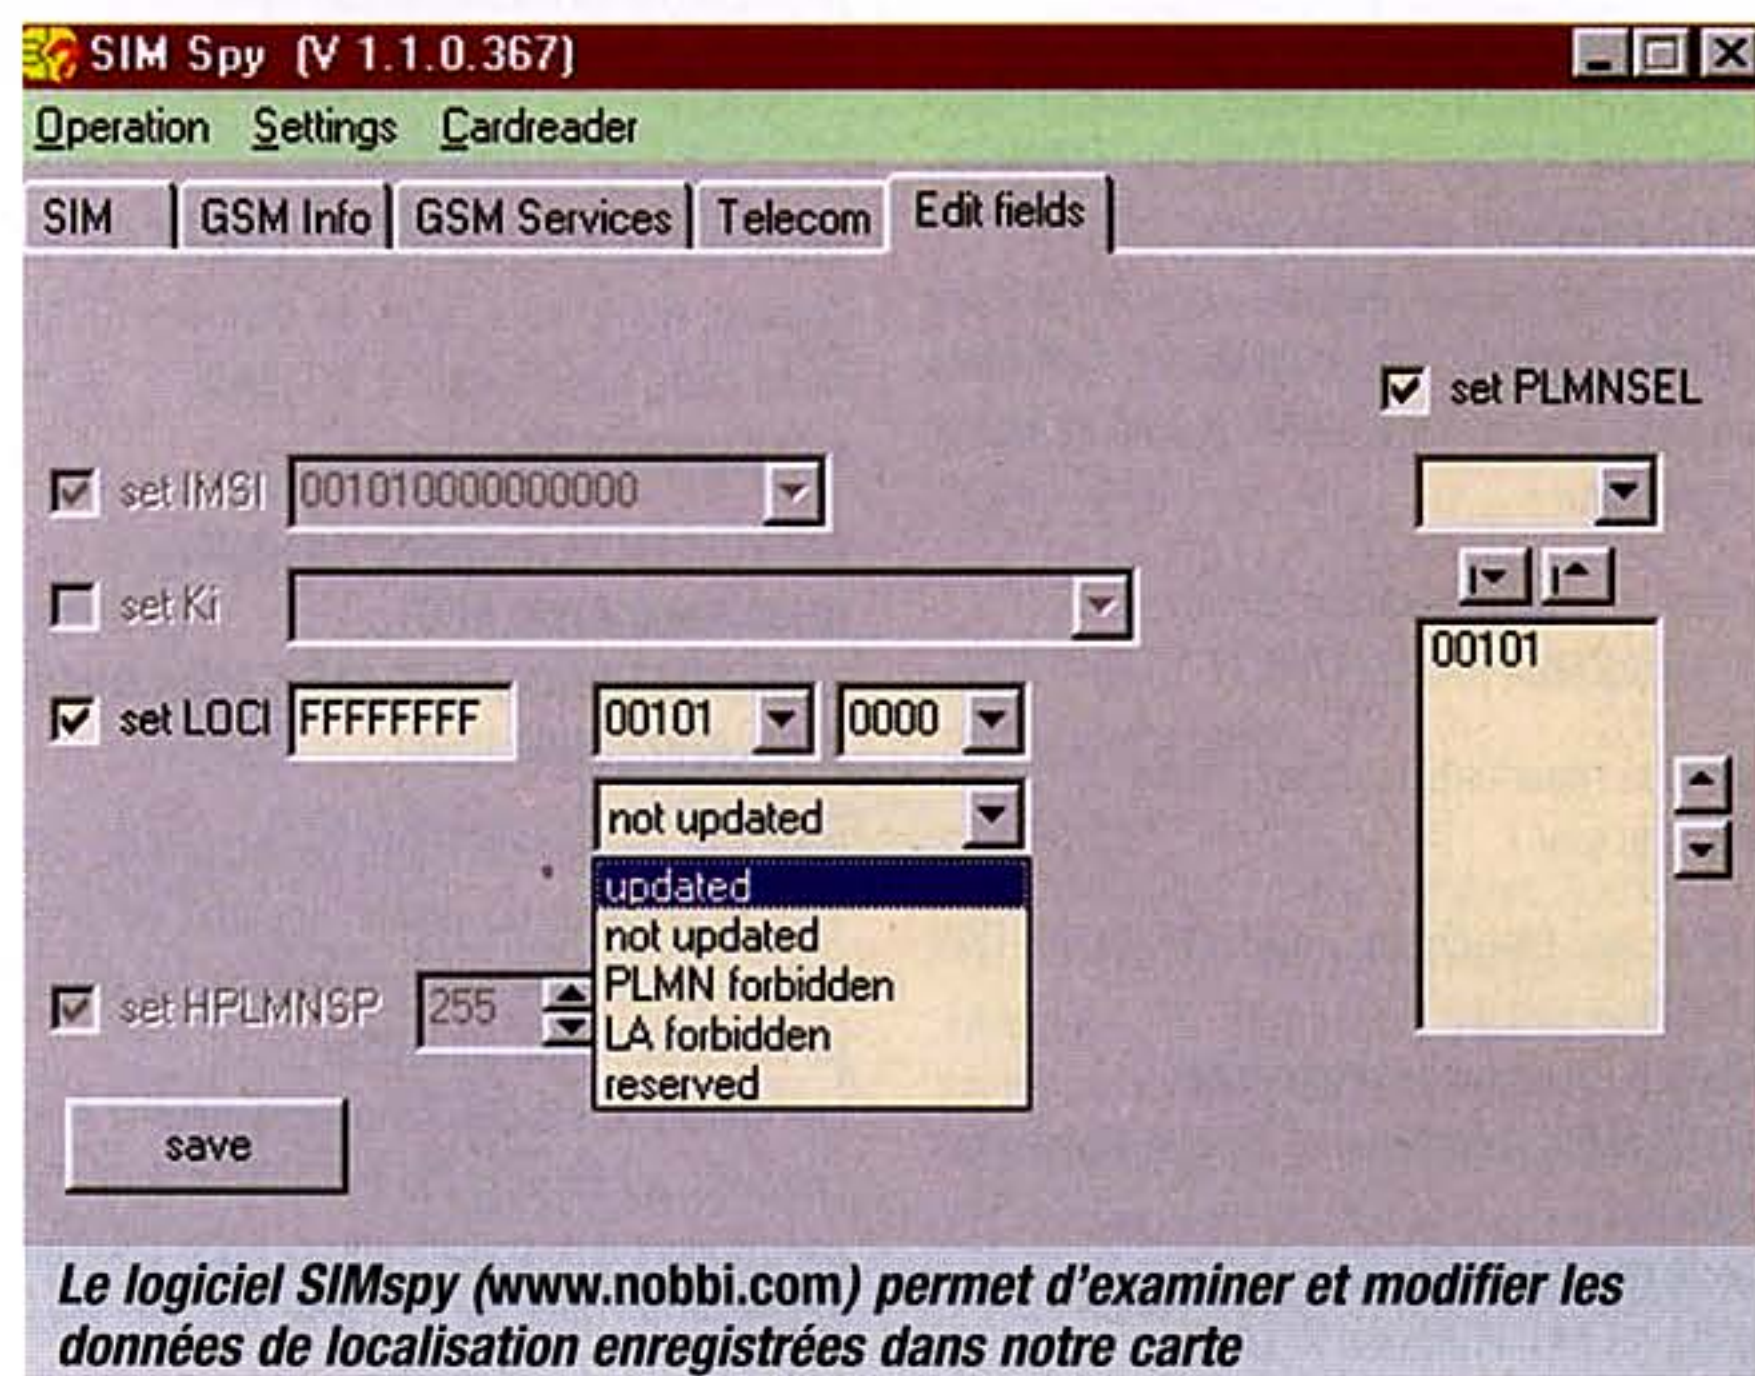 SIM Spy (V 1.1.0.367)
Operation Settings Cardreader
SIM GSM Info GSM Services Telecom Edit fields
set PLMNSEL
set IMSI 001010000000000
set Ki
00101
set LOCI FFFFFFFF 00101 0000
not updated
updated
not updated
PLMN forbidden
LA forbidden
reserved
set HPLMNSP 255
save
Le logiciel SIMspy (www.nobbi.com) permet d'examiner et modifier les
données de localisation enregistrées dans notre carte